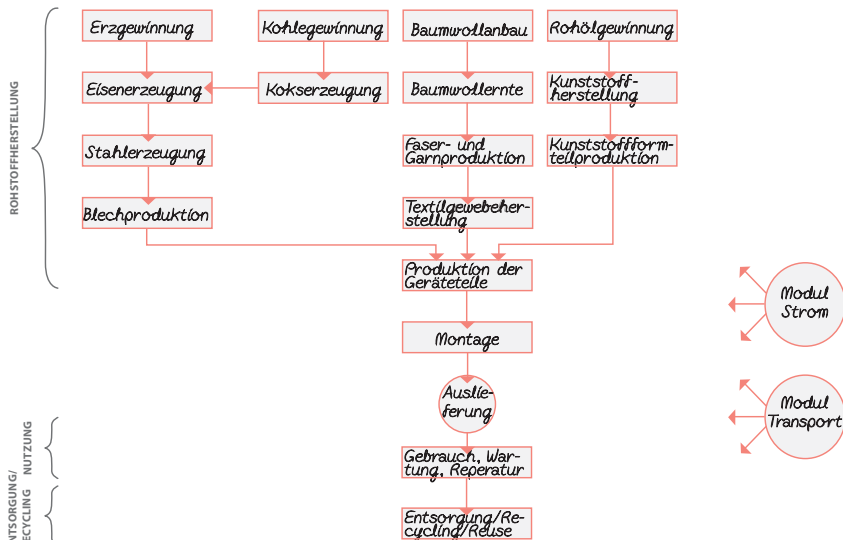 Erzgewinnung
Kohlegewinnung
Baumwollanbau
Rohölgewinnung
Eisenerzeugung
Kokserzeugung
Baumwollernte
Kunststoff-
herstellung
Stahlerzeugung
Faser- und
Garnproduktion
Kunststoffform-
teilproduktion
Blechproduktion
Textilgewebeher-
stellung
ROHSTOFFHERSTELLUNG
Produktion der
Geräteteile
Modul
Strom
Montage
Auslie-
ferung
Modul
Transport
NUTZUNG
Gebrauch, War-
tung, Reperatur
Entsorgung/Re-
cycling/Reuse